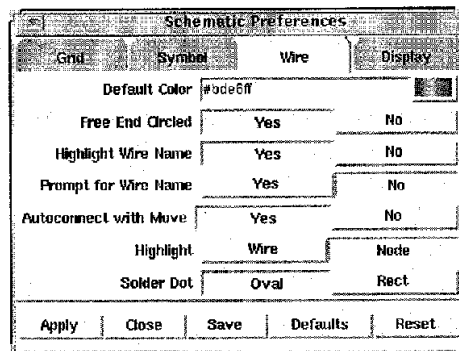 Schematic Preferences
Grid Symbol Wire Display
Default Color #bde6ff
Free End Circled Yes No
Highlight Wire Name Yes No
Prompt for Wire Name Yes No
Autoconnect with Move Yes No
Highlight Wire Node
Solder Dot Oval Rect
Apply Close Save Defaults Reset